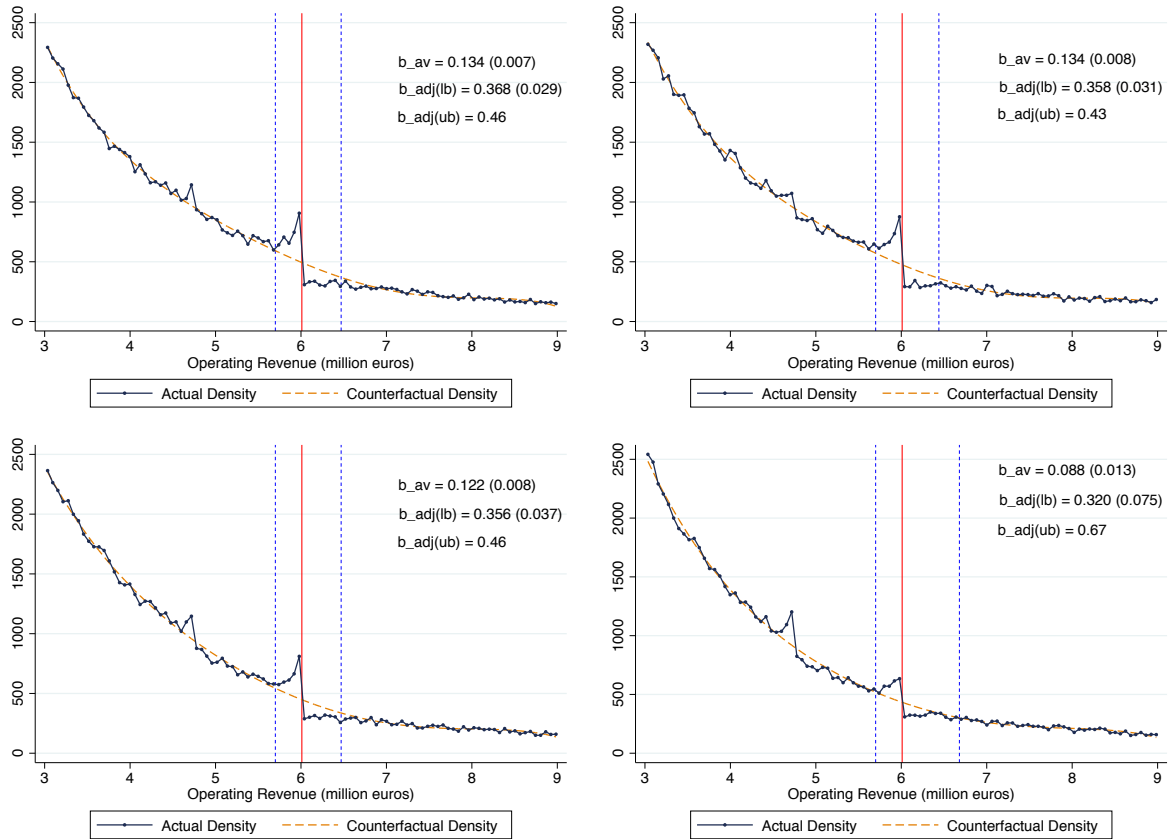 2500
2000
1500
1000
500
0
b_av = 0.134 (0.007)
b_adj(lb) = 0.368 (0.029)
b_adj(ub) = 0.46
3 4 5 6 7 8 9
Operating Revenue (million euros)
Actual Density Counterfactual Density
2500
2000
1500
1000
500
0
b_av = 0.134 (0.008)
b_adj(lb) = 0.358 (0.031)
b_adj(ub) = 0.43
3 4 5 6 7 8 9
Operating Revenue (million euros)
Actual Density Counterfactual Density
2500
2000
1500
1000
500
0
b_av = 0.122 (0.008)
b_adj(lb) = 0.356 (0.037)
b_adj(ub) = 0.46
3 4 5 6 7 8 9
Operating Revenue (million euros)
Actual Density Counterfactual Density
2500
2000
1500
1000
500
0
b_av = 0.088 (0.013)
b_adj(lb) = 0.320 (0.075)
b_adj(ub) = 0.67
3 4 5 6 7 8 9
Operating Revenue (million euros)
Actual Density Counterfactual Density